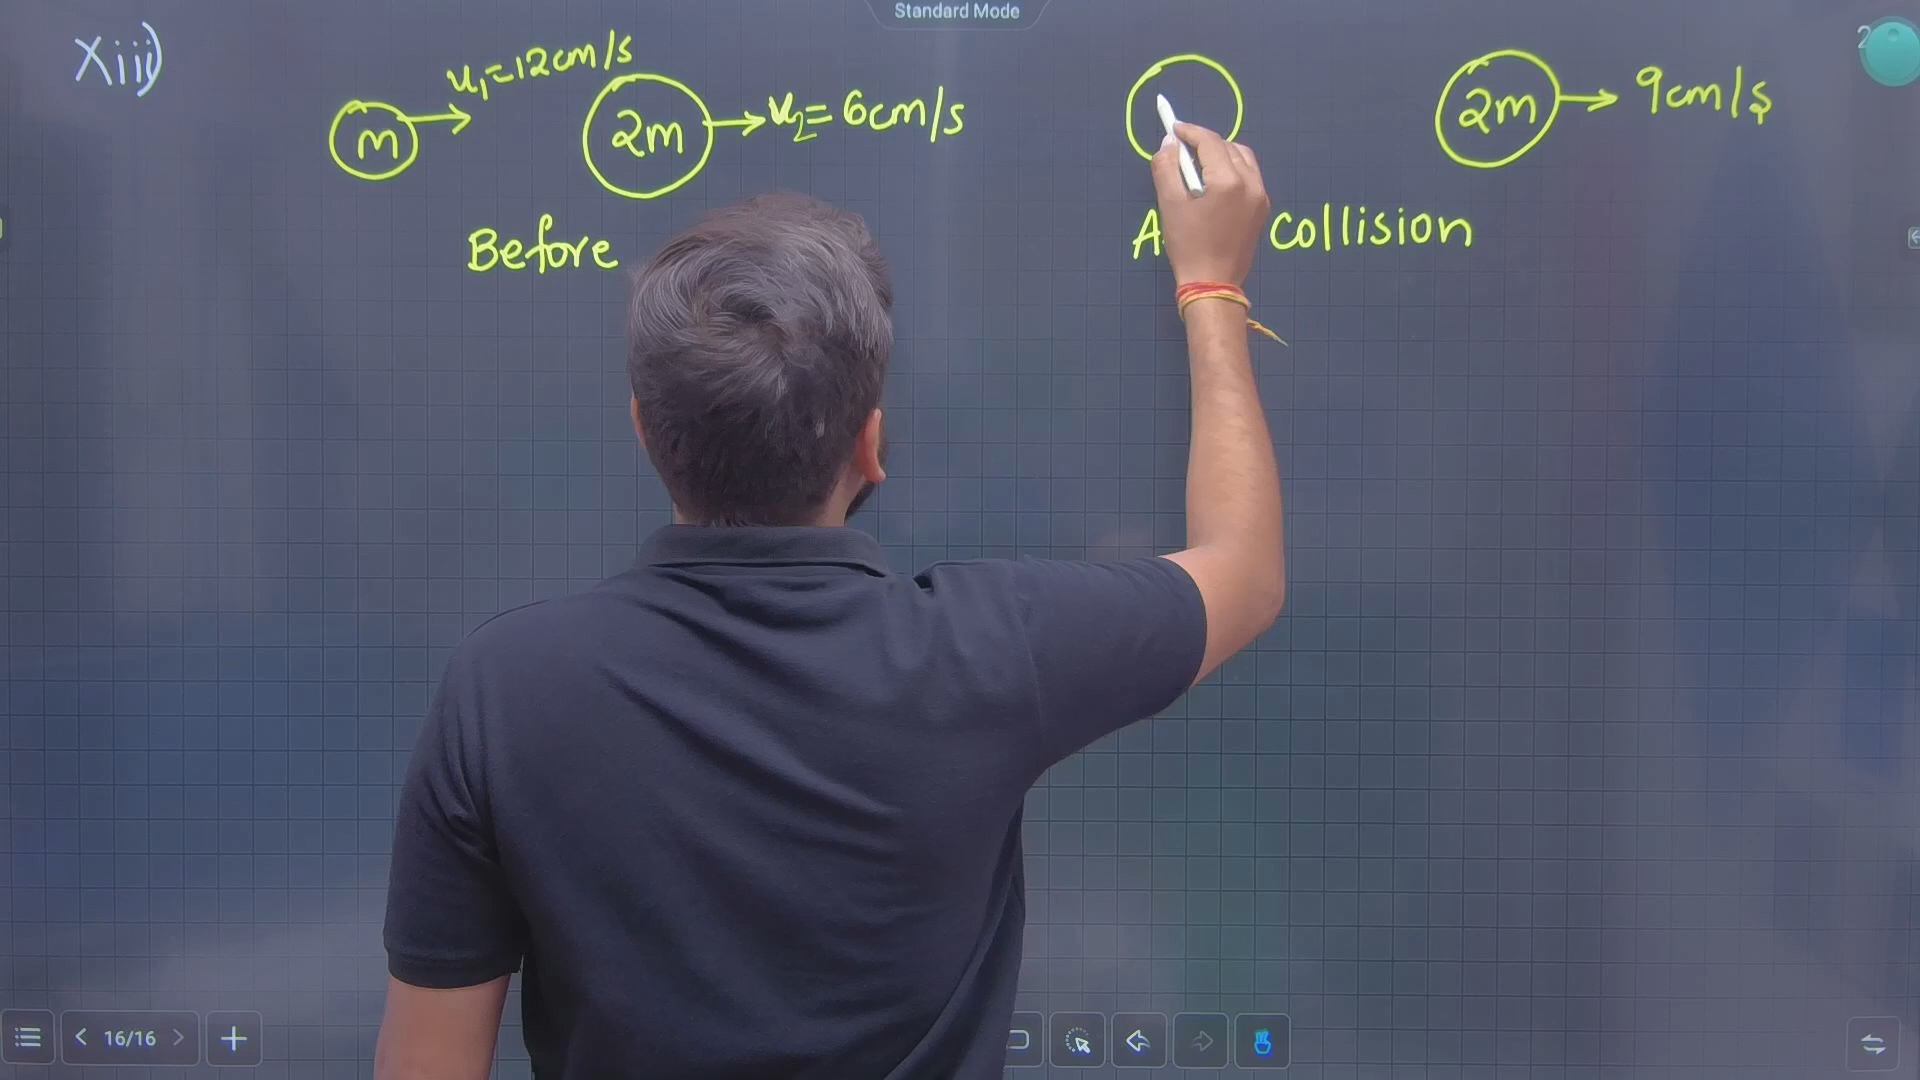 Standard Mode
Xiii)
u₁=12cm/s
m
2m
u₂= 6cm/s
2m
9cm/s
Before
collision
16/16